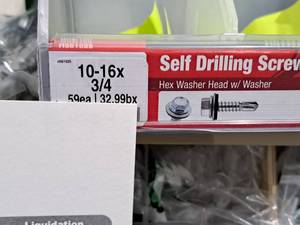 10-16x
3/4
.59ea | 32.99bx
Self Drilling Screw
Hex Washer Head w/ Washer
Liquidation